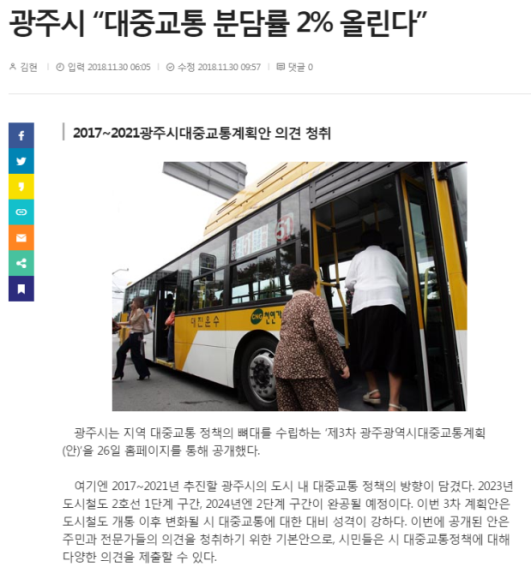 광주시 “대중교통 분담률 2% 올린다”
김현 입력 2018.11.30 06:05 수정 2018.11.30 09:57 댓글 0
2017~2021광주시대중교통계획안 의견 청취
대진운수
CNG
천연가
광주시는 지역 대중교통 정책의 뼈대를 수립하는 ‘제3차 광주광역시대중교통계획
(안)’을 26일 홈페이지를 통해 공개했다.
여기엔 2017~2021년 추진할 광주시의 도시 내 대중교통 정책의 방향이 담겼다. 2023년
도시철도 2호선 1단계 구간, 2024년엔 2단계 구간이 완공될 예정이다. 이번 3차 계획안은
도시철도 개통 이후 변화될 시 대중교통에 대한 대비 성격이 강하다. 이번에 공개된 안은
주민과 전문가들의 의견을 청취하기 위한 기본안으로, 시민들은 시 대중교통정책에 대해
다양한 의견을 제출할 수 있다.